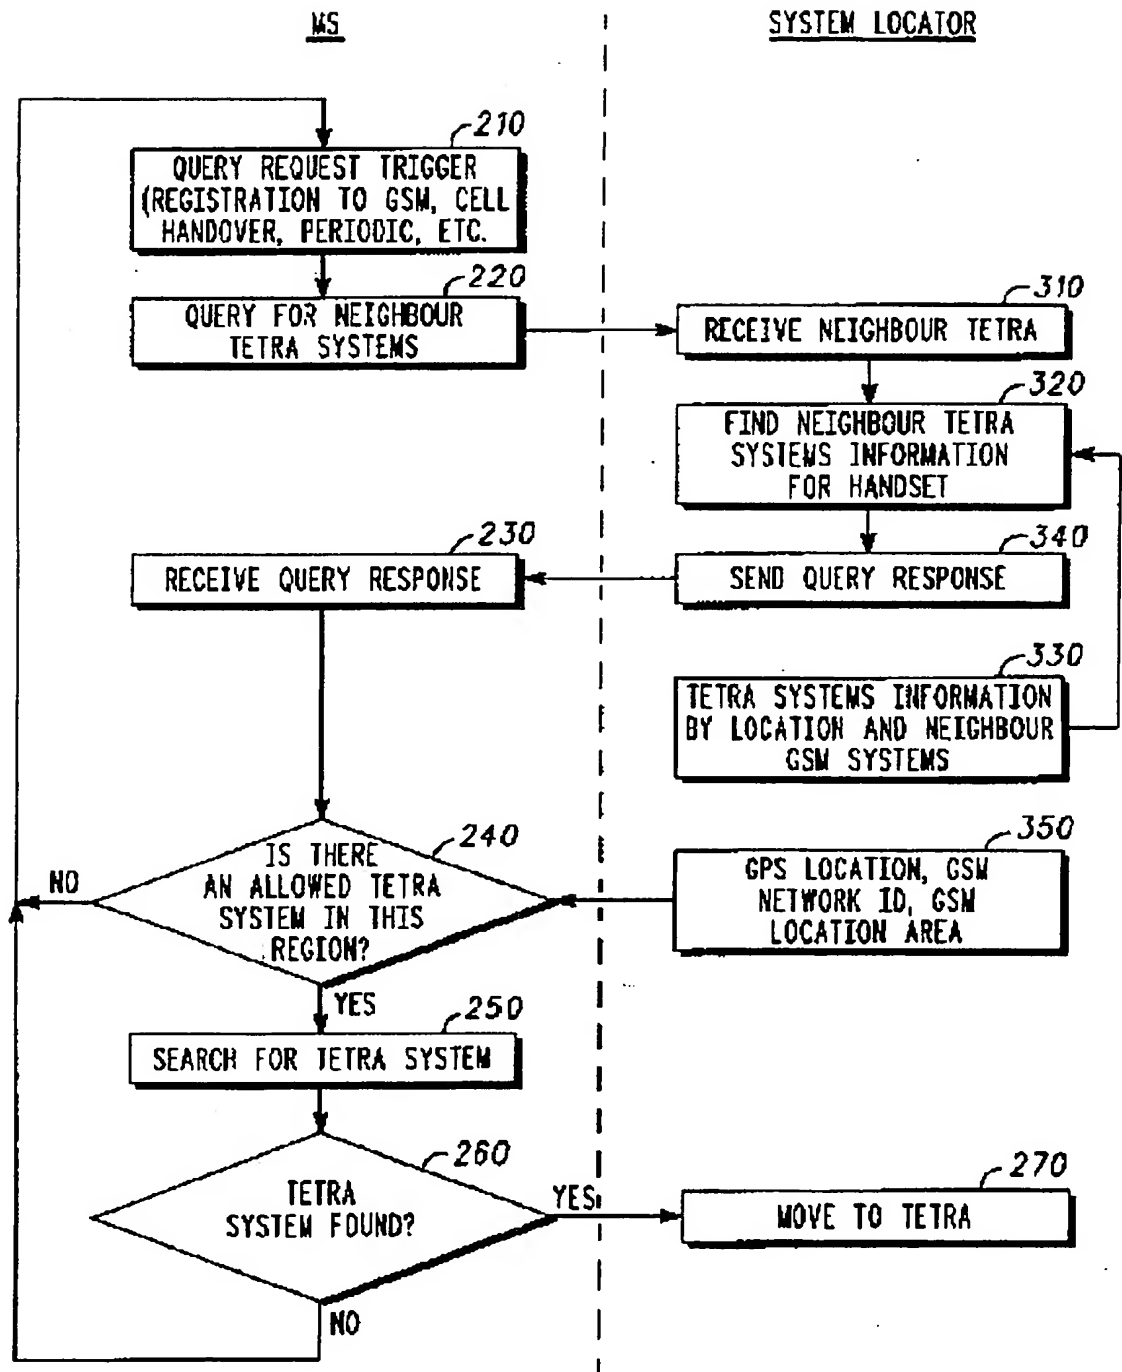 MS
SYSTEM LOCATOR
210
QUERY REQUEST TRIGGER
(REGISTRATION TO GSM, CELL
HANDOVER, PERIODIC, ETC.
220
QUERY FOR NEIGHBOUR
TETRA SYSTEMS
310
RECEIVE NEIGHBOUR TETRA
320
FIND NEIGHBOUR TETRA
SYSTEMS INFORMATION
FOR HANDSET
230
RECEIVE QUERY RESPONSE
340
SEND QUERY RESPONSE
330
TETRA SYSTEMS INFORMATION
BY LOCATION AND NEIGHBOUR
GSM SYSTEMS
240
IS THERE
AN ALLOWED TETRA
SYSTEM IN THIS
REGION?
NO
YES
350
GPS LOCATION, GSM
NETWORK ID, GSM
LOCATION AREA
250
SEARCH FOR TETRA SYSTEM
260
TETRA
SYSTEM FOUND?
YES
NO
270
MOVE TO TETRA